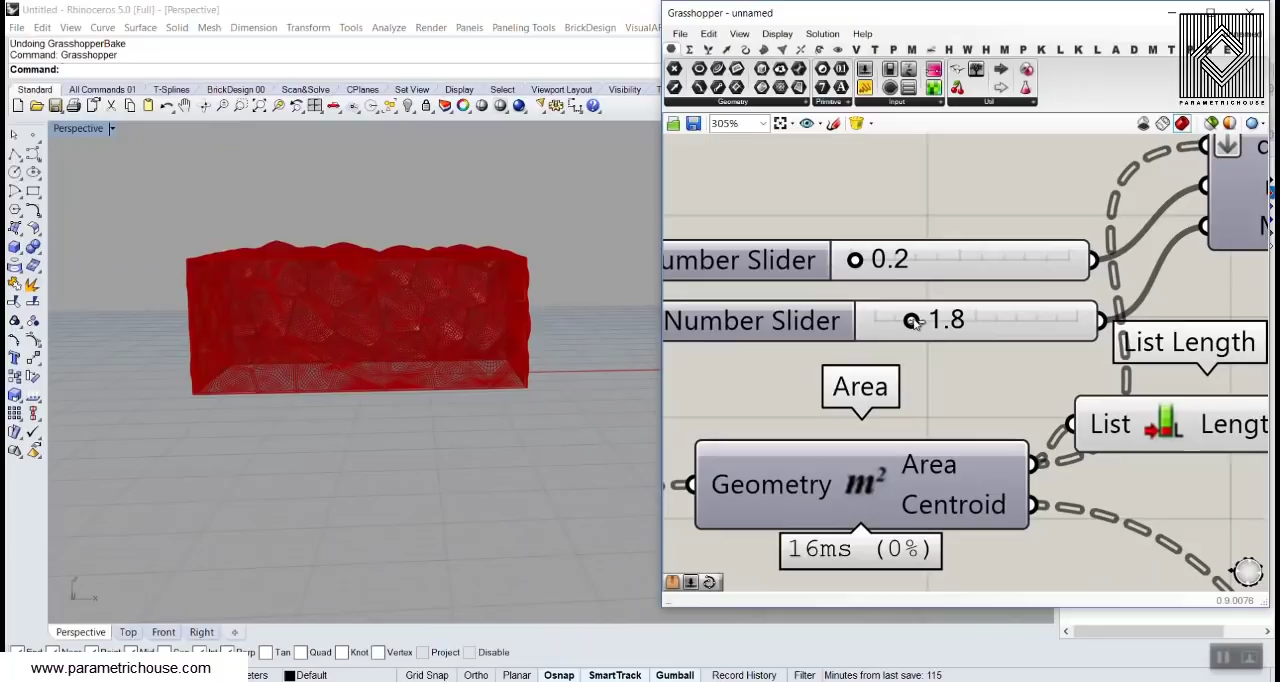 Untitled - Rhinoceros 5.0 [Full] - [Perspective]
File Edit View Curve Surface Solid Mesh Dimension Transform Tools Analyze Render Panels Paneling Tools BrickDesign
Undoing GrasshopperBake
Command: Grasshopper
Command:
Standard All Commands 01 T-Splines BrickDesign 00 Scan&Solve CPlanes Set View Display Select Viewport Layout Visibility
Perspective
Grasshopper - unnamed
File Edit View Display Solution Help
V T P M H W H M P K L A D M T P N E
Geometry Primitive Input Util
PARAMETRICHOUSE
305%
umber Slider 0.2
Number Slider 1.8
List Length
Area
List Lengt
Geometry m² Area
Centroid
16ms (0%)
0.9.0076
Perspective Top Front Right
Tan Quad Knot Vertex Project Disable
www.parametrichouse.com
eters Default Grid Snap Ortho Planar Osnap SmartTrack Gumball Record History Filter Minutes from last save: 115